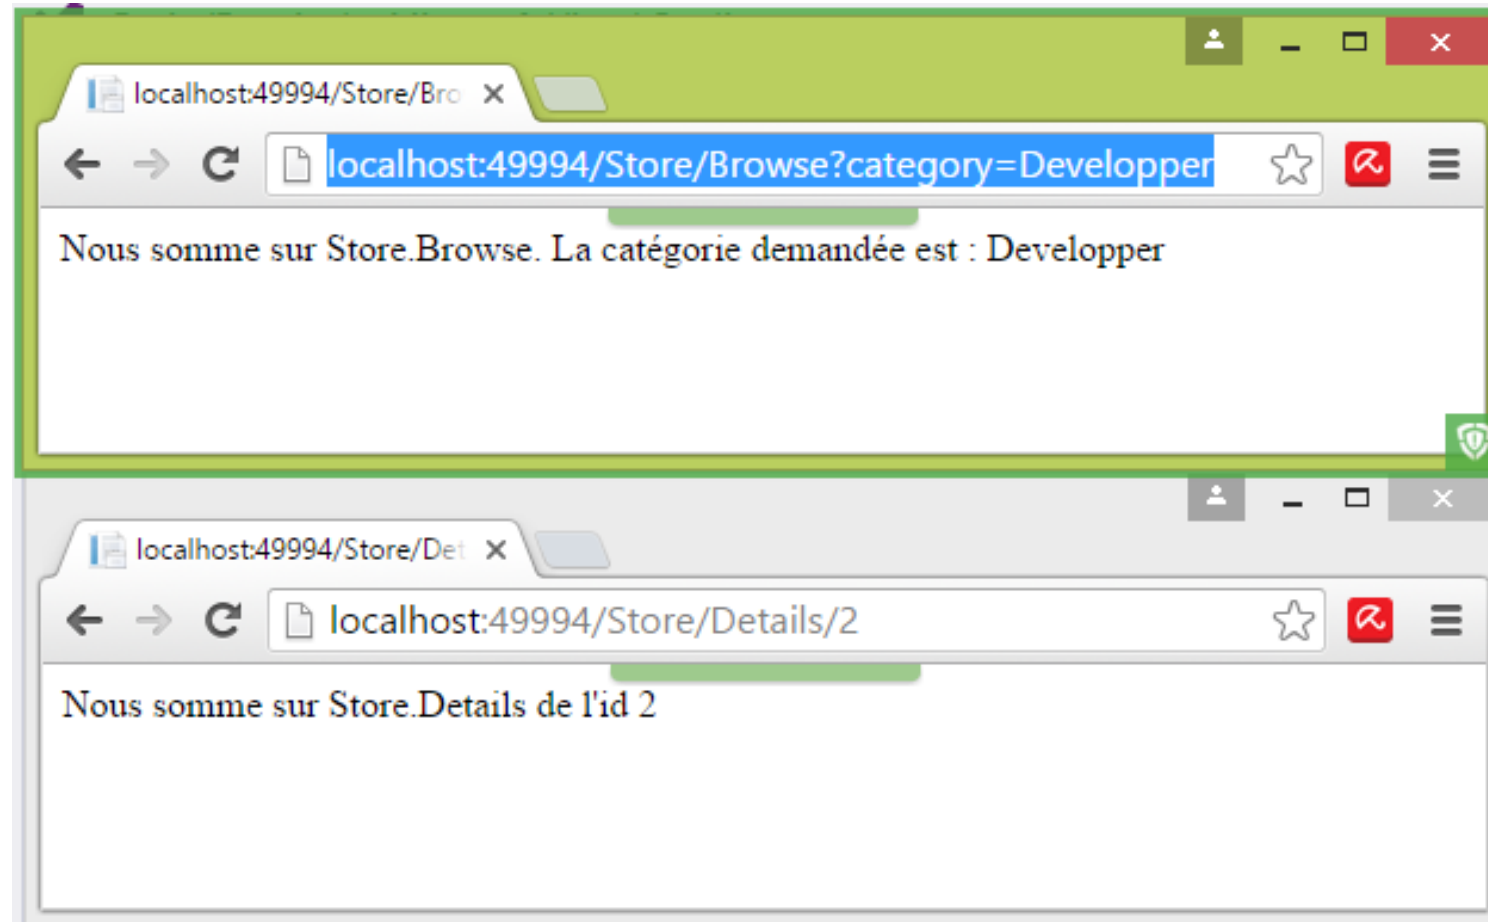 localhost:49994/Store/Bro
localhost:49994/Store/Browse?category=Developper
Nous somme sur Store.Browse. La catégorie demandée est : Developper
localhost:49994/Store/Det
localhost:49994/Store/Details/2
Nous somme sur Store.Details de l'id 2